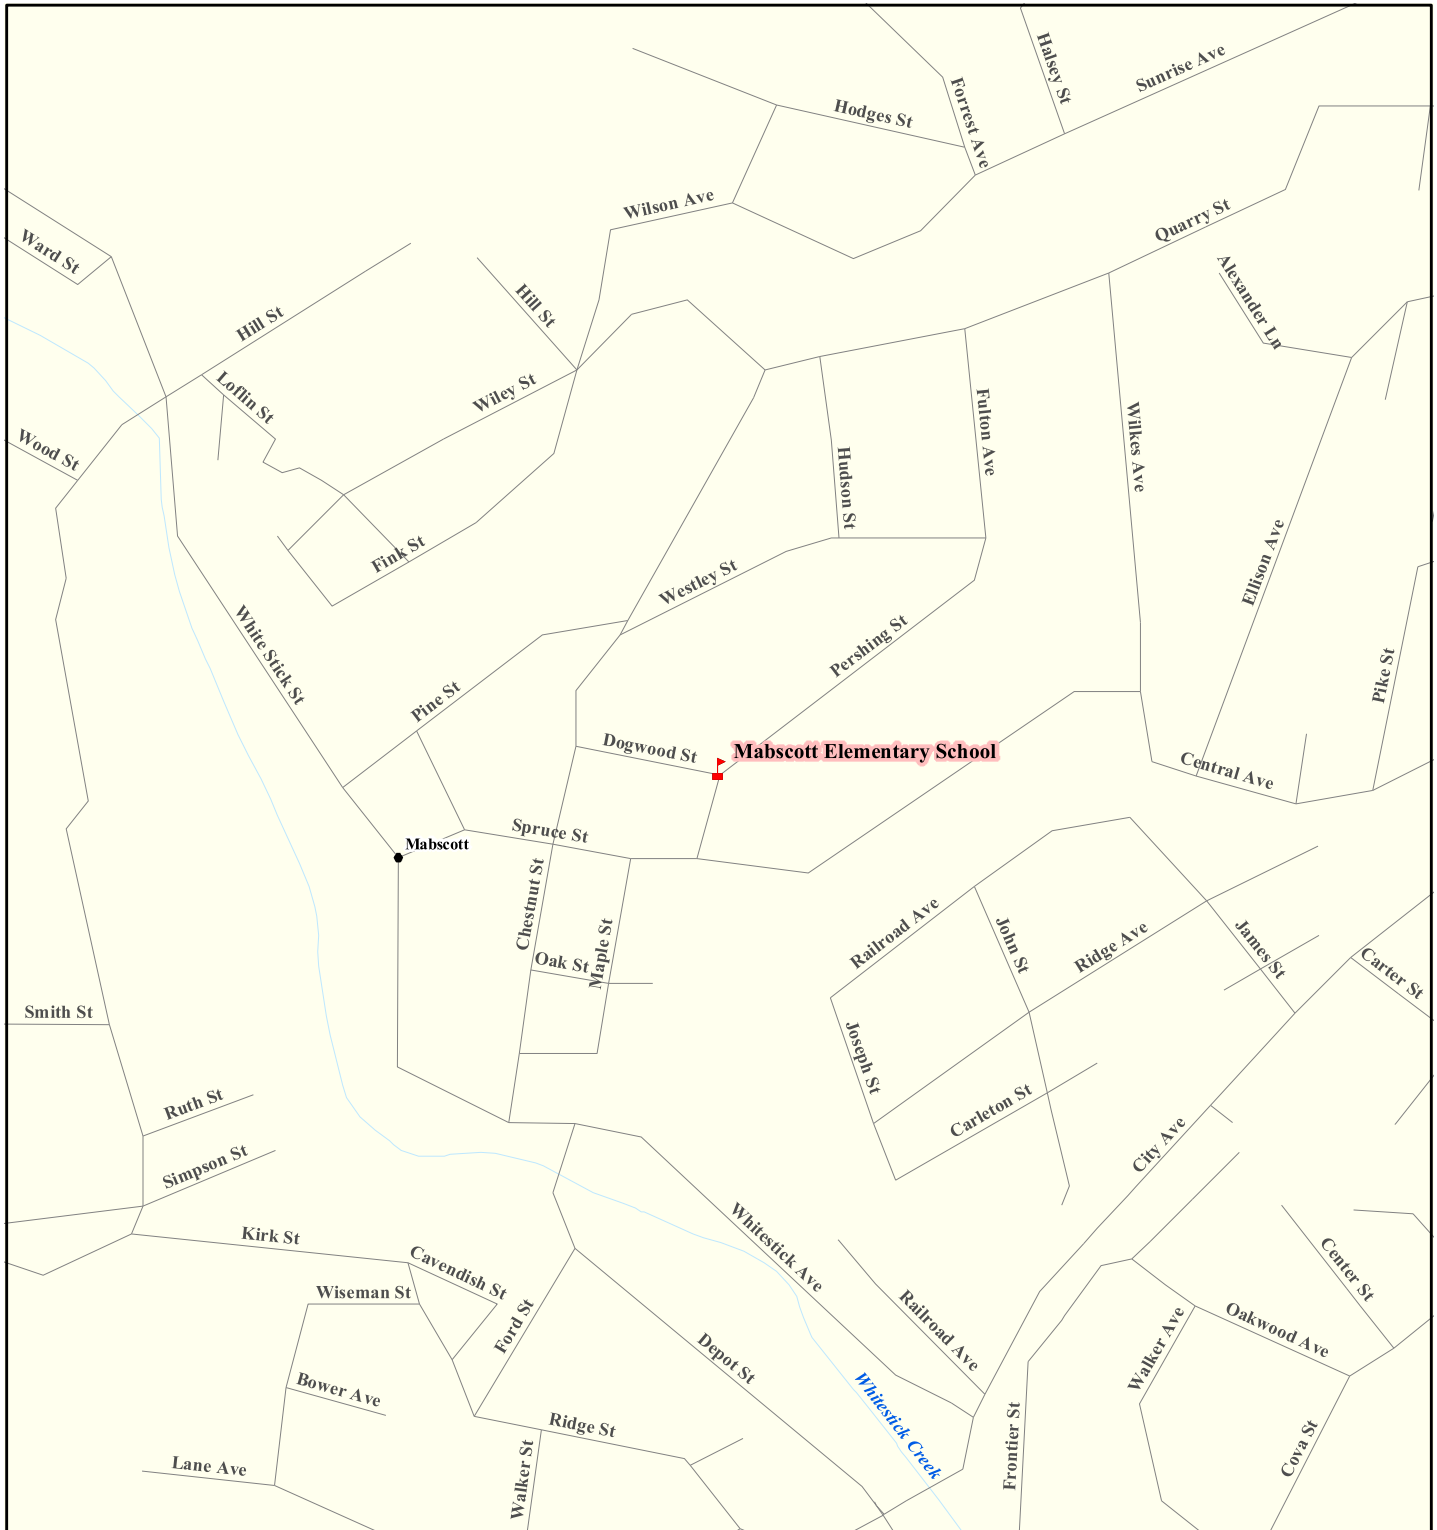 Halsey St
Sunrise Ave
Forrest Ave
Hodges St
Wilson Ave
Quarry St
Ward St
Alexander Ln
Hill St
Hill St
Loflin St
Wiley St
Fulton Ave
Wilkes Ave
Wood St
Hudson St
Fink St
Westley St
Ellison Ave
White Stick St
Pershing St
Pine St
Pike St
Dogwood St
Mabscott Elementary School
Central Ave
Spruce St
Mabscott
Chestnut St
Maple St
Oak St
Railroad Ave
John St
Ridge Ave
James St
Carter St
Smith St
Joseph St
Ruth St
Carleton St
City Ave
Simpson St
Kirk St
Cavendish St
Wiseman St
Whitestick Ave
Center St
Ford St
Railroad Ave
Oakwood Ave
Walker Ave
Depot St
Bower Ave
Whitestick Creek
Ridge St
Frontier St
Cova St
Lane Ave
Walker St